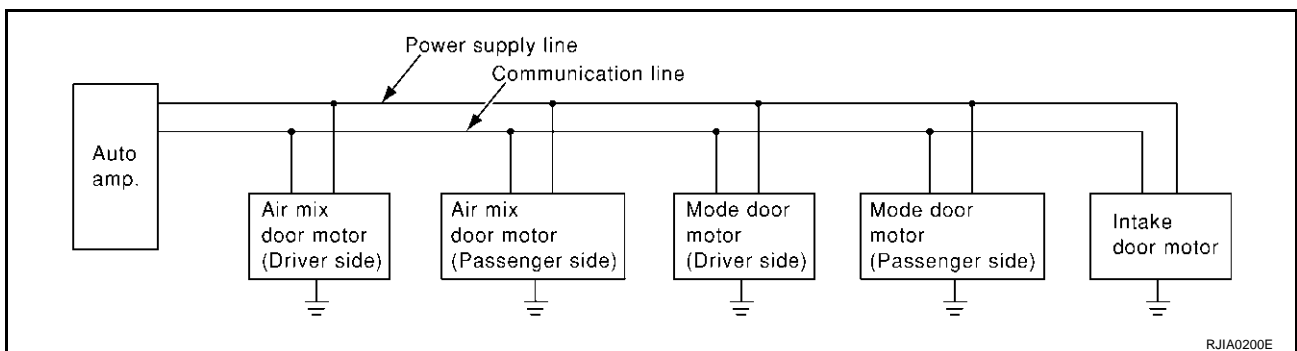 Power supply line
Communication line
Auto
amp.
Air mix
door motor
(Driver side)
Air mix
door motor
(Passenger side)
Mode door
motor
(Driver side)
Mode door
motor
(Passenger side)
Intake
door motor
RJIA0200E